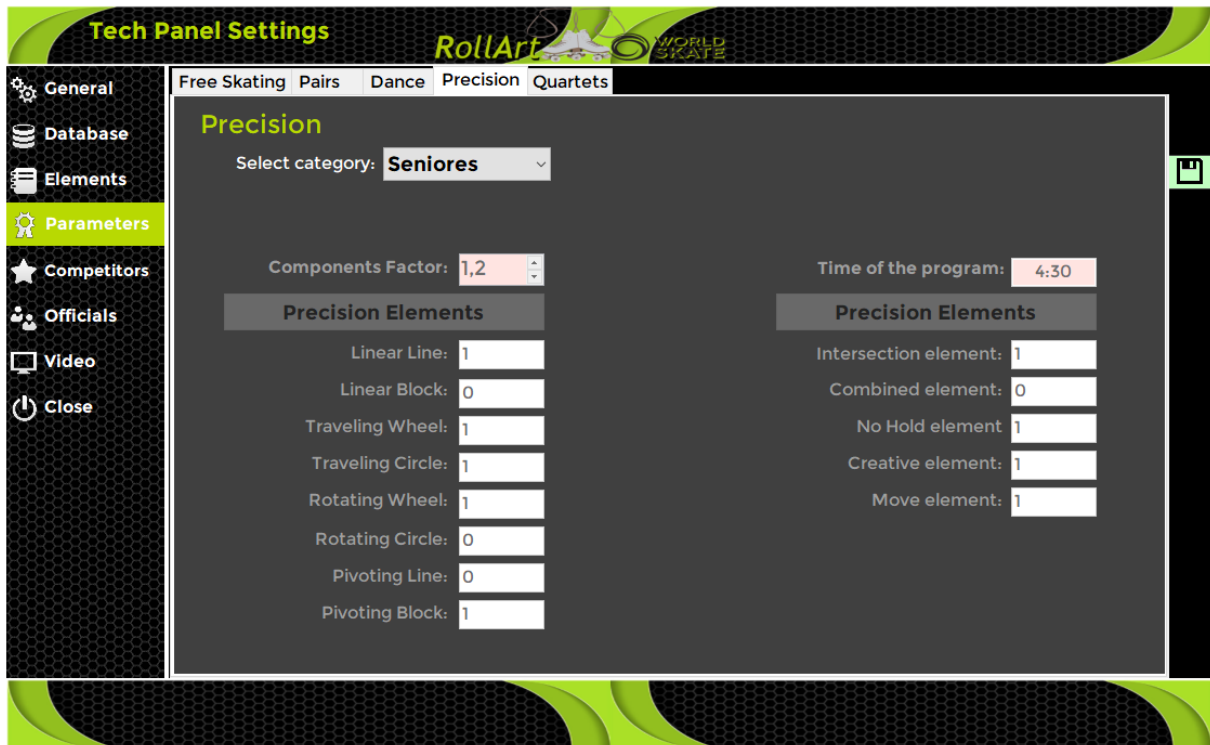 Tech Panel Settings
RollArt
WORLD
SKATE
General
Database
Elements
Parameters
Competitors
Officials
Video
Close
Free Skating Pairs Dance Precision Quartets
Precision
Select category: Seniores
Components Factor: 1,2
Precision Elements
Linear Line: 1
Linear Block: 0
Traveling Wheel: 1
Traveling Circle: 1
Rotating Wheel: 1
Rotating Circle: 0
Pivoting Line: 0
Pivoting Block: 1
Time of the program: 4:30
Precision Elements
Intersection element: 1
Combined element: 0
No Hold element 1
Creative element: 1
Move element: 1